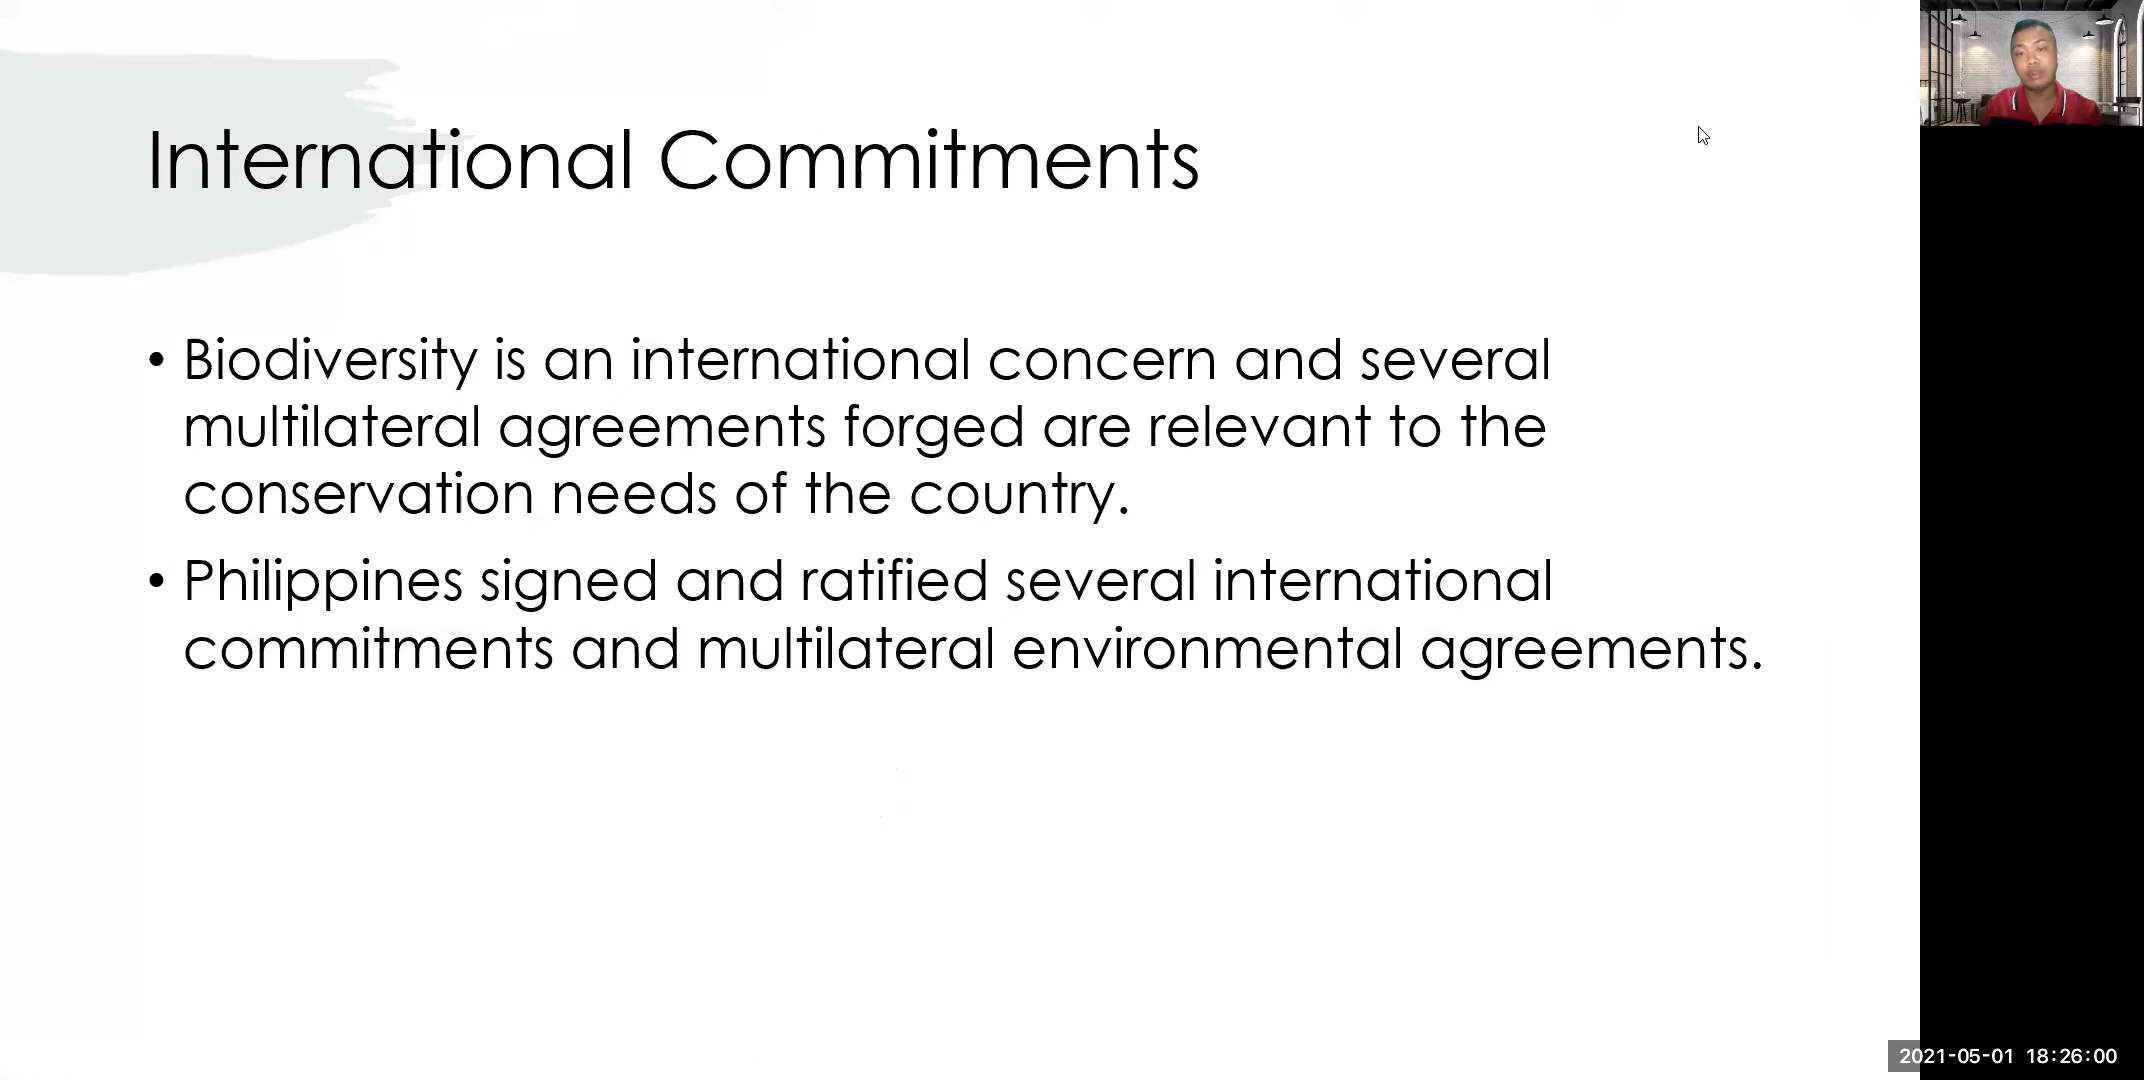 International Commitments
• Biodiversity is an international concern and several
multilateral agreements forged are relevant to the
conservation needs of the country.
• Philippines signed and ratified several international
commitments and multilateral environmental agreements.
2021-05-01 18:26:00